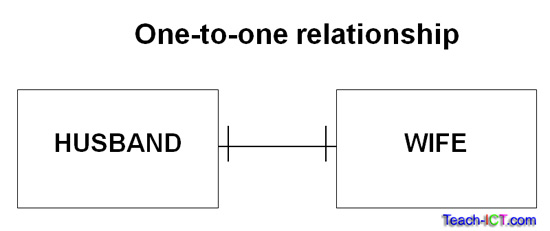 One-to-one relationship
HUSBAND
WIFE
Teach-ICT.com